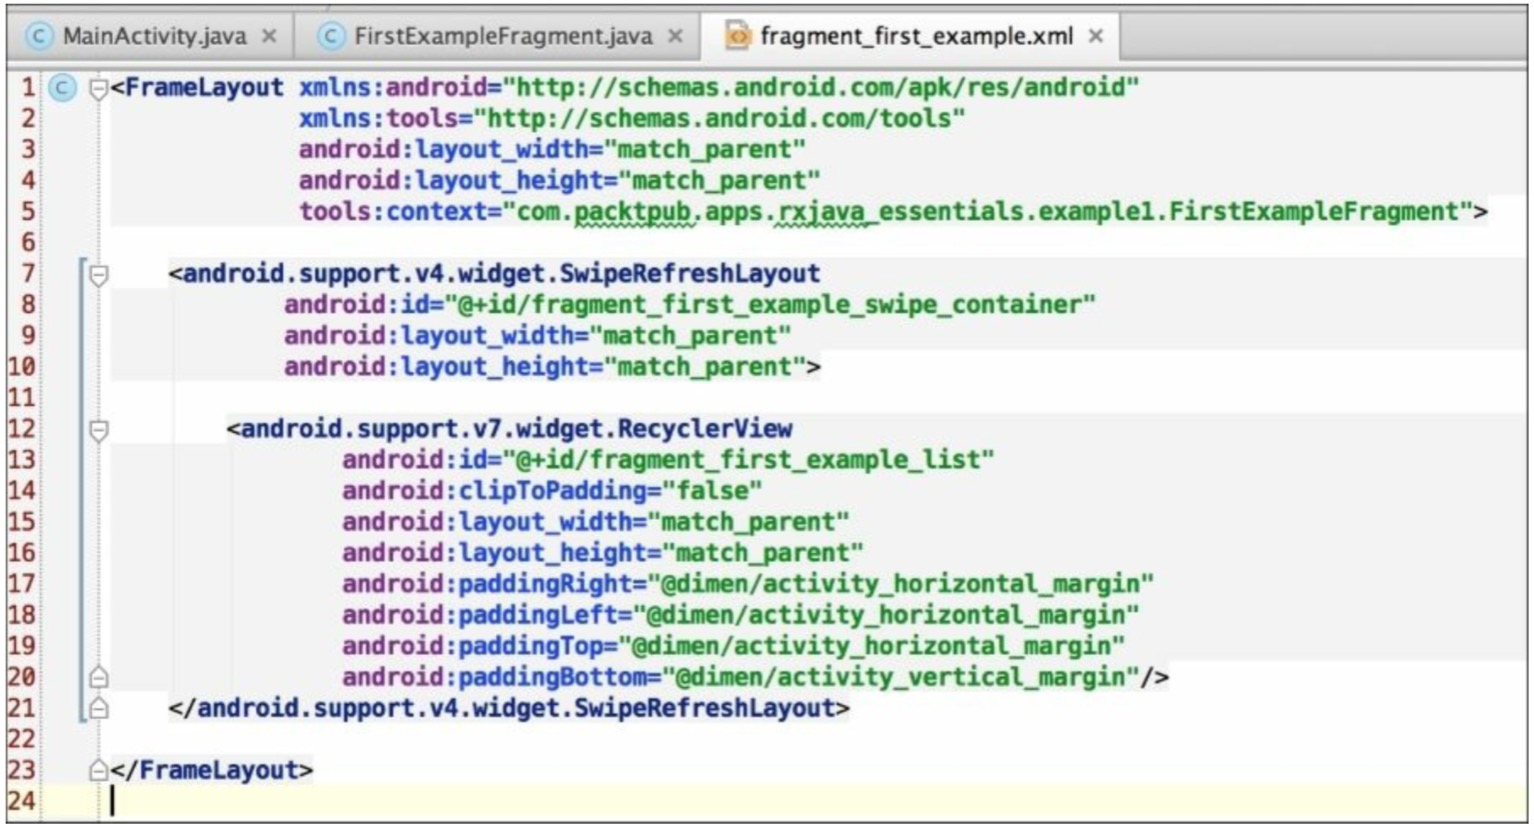 MainActivity.java × FirstExampleFragment.java × fragment_first_example.xml ×
1 C <FrameLayout xmlns:android="http://schemas.android.com/apk/res/android"
2 xmlns:tools="http://schemas.android.com/tools"
3 android:layout_width="match_parent"
4 android:layout_height="match_parent"
5 tools:context="com.packtpub.apps.rxjava_essentials.example1.FirstExampleFragment">
6
7 <android.support.v4.widget.SwipeRefreshLayout
8 android:id="@+id/fragment_first_example_swipe_container"
9 android:layout_width="match_parent"
10 android:layout_height="match_parent">
11
12 <android.support.v7.widget.RecyclerView
13 android:id="@+id/fragment_first_example_list"
14 android:clipToPadding="false"
15 android:layout_width="match_parent"
16 android:layout_height="match_parent"
17 android:paddingRight="@dimen/activity_horizontal_margin"
18 android:paddingLeft="@dimen/activity_horizontal_margin"
19 android:paddingTop="@dimen/activity_horizontal_margin"
20 android:paddingBottom="@dimen/activity_vertical_margin"/>
21 </android.support.v4.widget.SwipeRefreshLayout>
22
23 </FrameLayout>
24